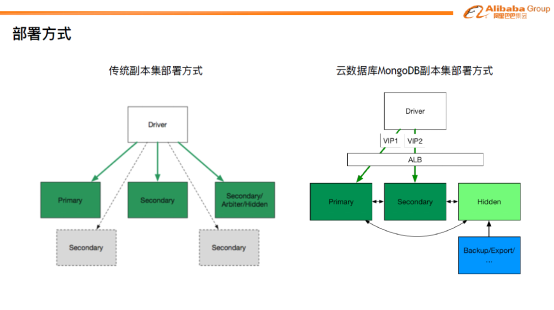 Alibaba Group
阿里巴巴集团
部署方式
传统副本集部署方式
云数据库MongoDB副本集部署方式
Driver
Primary
Secondary
Secondary/
Arbiter/Hidden
Secondary
Secondary
Driver
VIP1
VIP2
ALB
Primary
Secondary
Hidden
Backup/Export/
...